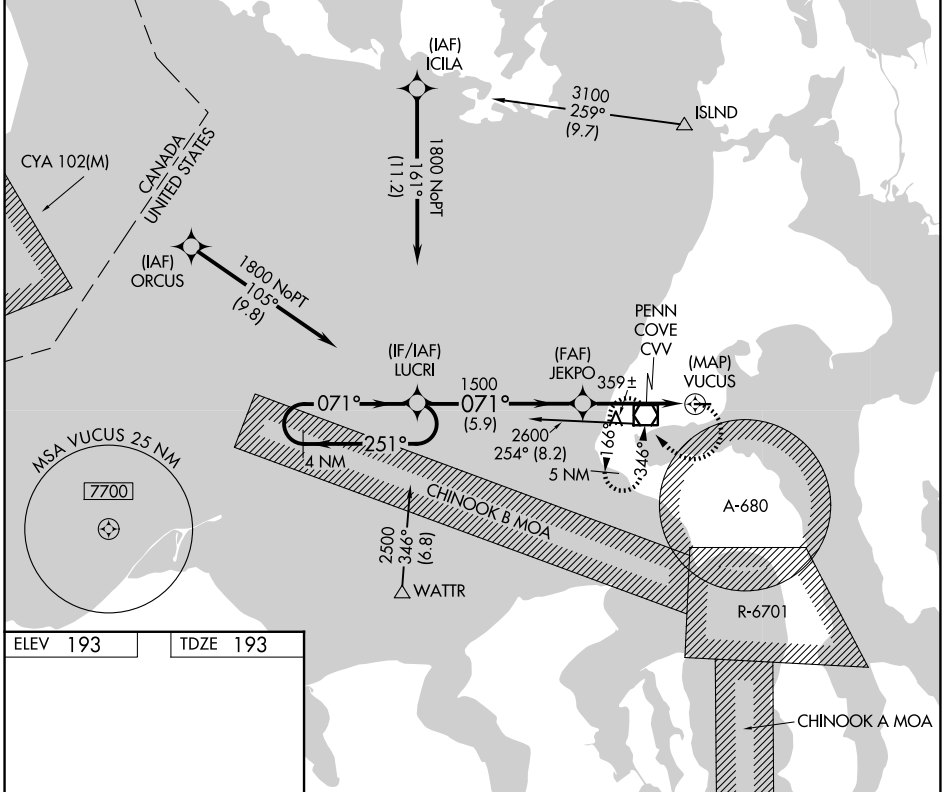 (IAF)
ICILA
3100
259°
(9.7)
ISLND
CYA 102(M)
CANADA
UNITED STATES
1800 NoPT
161°
(11.2)
(IAF)
ORCUS
1800 NoPT
105°
(9.8)
PENN
COVE
CVV
(IF/IAF)
LUCRI
(FAF)
JEKPO
359±
(MAP)
VUCUS
071°
1500
071°
(5.9)
2600
254° (8.2)
166°
346°
5 NM
251°
4 NM
MSA VUCUS 25 NM
7700
CHINOOK B MOA
A-680
2500
346°
(6.8)
WATTR
R-6701
ELEV 193
TDZE 193
CHINOOK A MOA